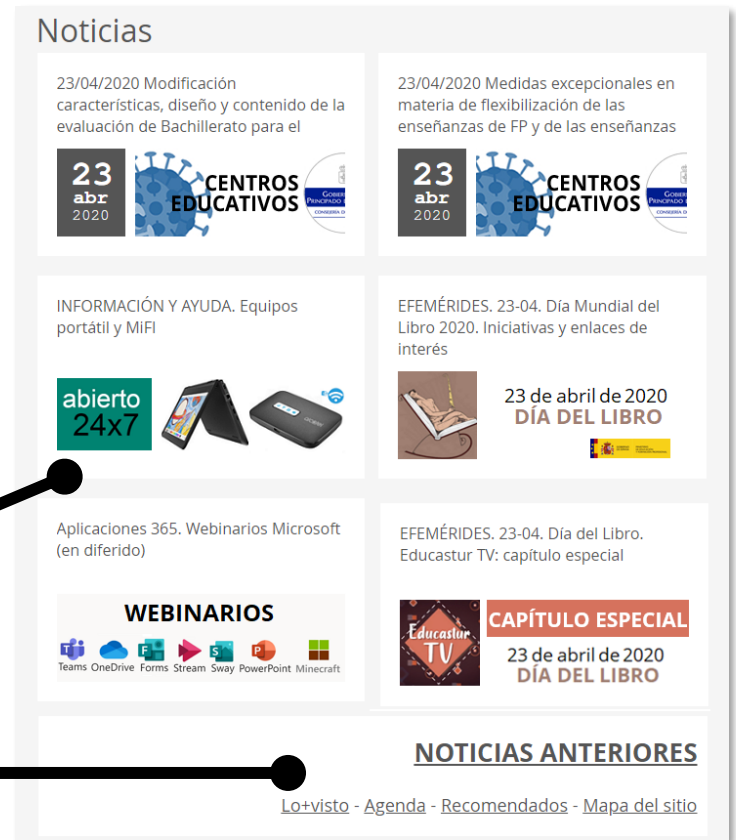 Noticias
23/04/2020 Modificación
características, diseño y contenido de la
evaluación de Bachillerato para el
23
abr
2020
CENTROS
EDUCATIVOS
23/04/2020 Medidas excepcionales en
materia de flexibilización de las
enseñanzas de FP y de las enseñanzas
23
abr
2020
CENTROS
EDUCATIVOS
INFORMACIÓN Y AYUDA. Equipos
portátil y MiFI
abierto
24x7
EFEMÉRIDES. 23-04. Día Mundial del
Libro 2020. Iniciativas y enlaces de
interés
23 de abril de 2020
DÍA DEL LIBRO
Aplicaciones 365. Webinarios Microsoft
(en diferido)
WEBINARIOS
Teams OneDrive Forms Stream Sway PowerPoint Minecraft
EFEMÉRIDES. 23-04. Día del Libro.
Educastur TV: capítulo especial
Educastur
TV
CAPÍTULO ESPECIAL
23 de abril de 2020
DÍA DEL LIBRO
NOTICIAS ANTERIORES
Lo+visto - Agenda - Recomendados - Mapa del sitio